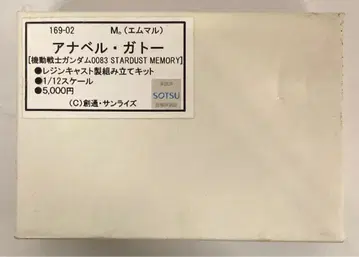 169-02 M。(エムマル)
アナベル・ガトー
[機動戦士ガンダム0083 STARDUST MEMORY]
●レジンキャスト製組み立てキット
●1/12スケール
●5,000円
(C)創通・サンライズ
SOTSU